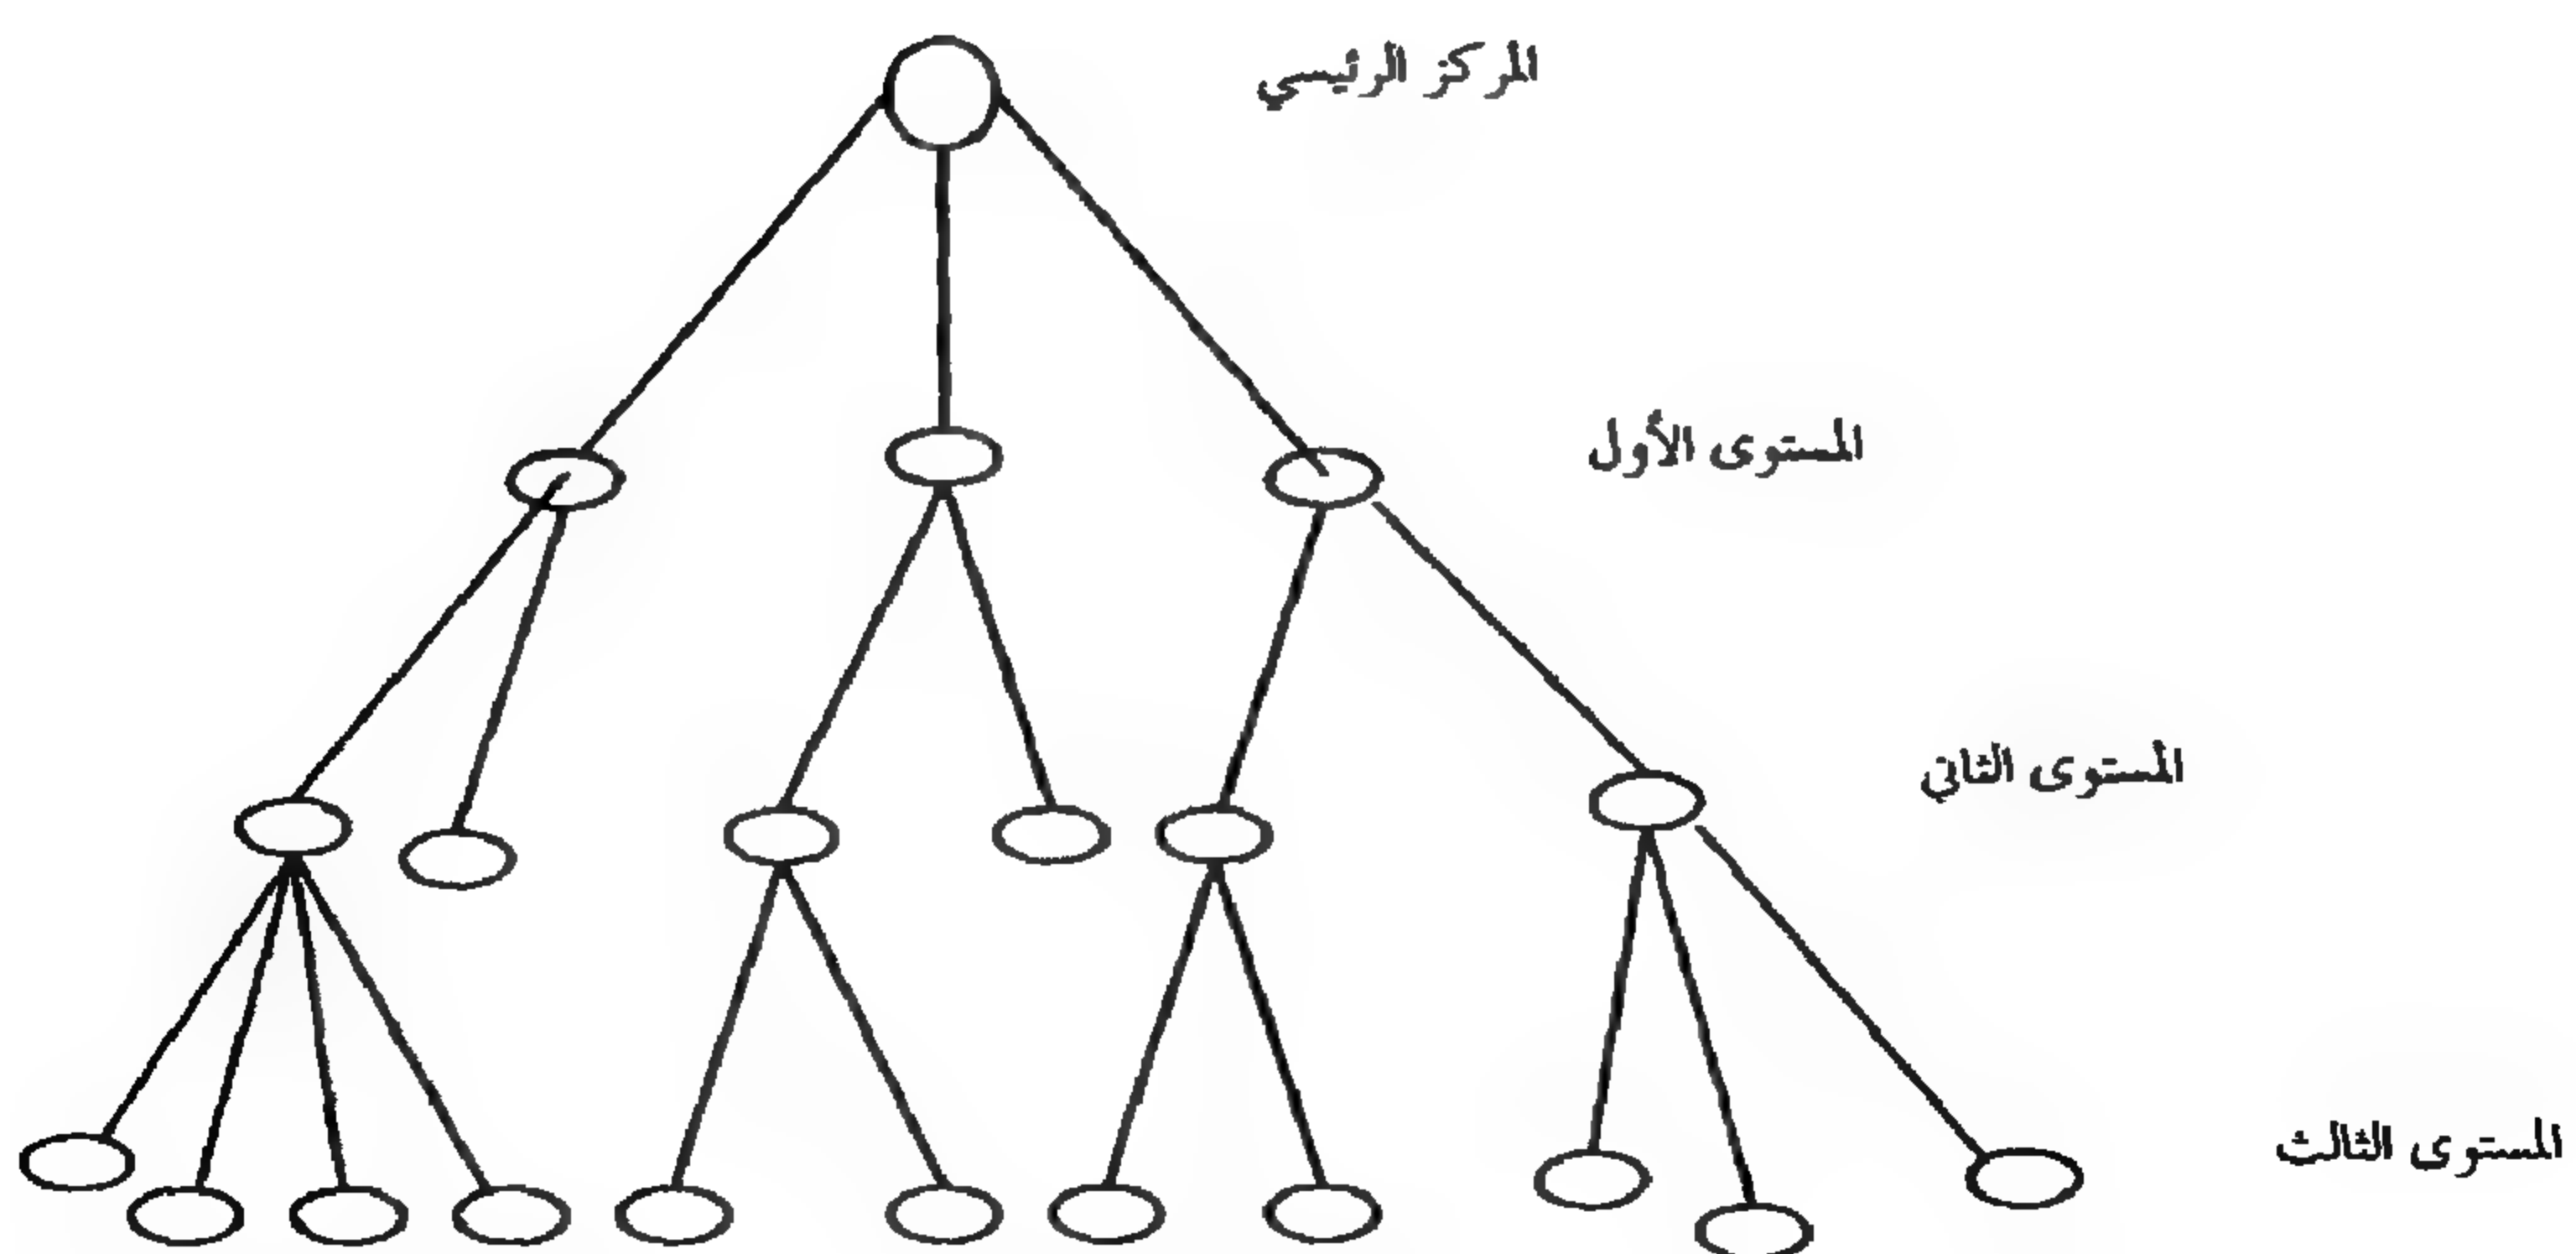 المركز الرئيسي
المستوى الأول
المستوى الثاني
المستوى الثالث